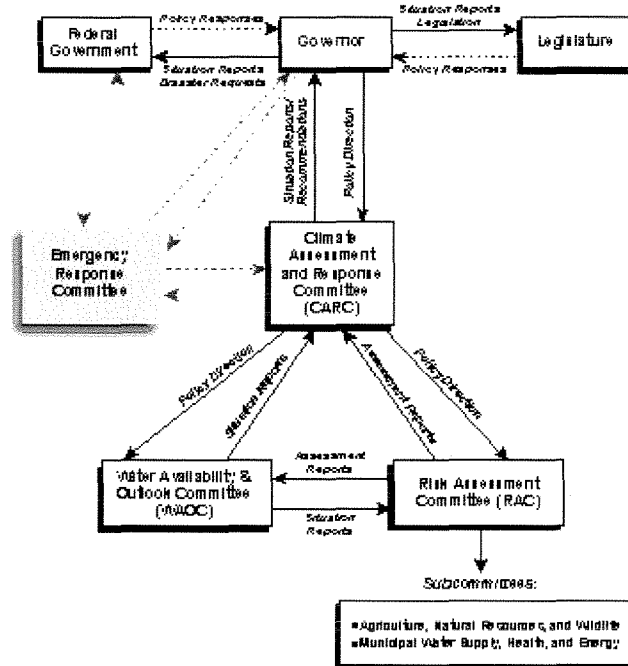 Federal
Government
Policy Responses
Situation Reports
Disaster Requests
Governor
Situation Reports
Legislation
Policy Responses
Legislature
Situation Reports/
Recommendations
Policy Direction
Emergency
Response
Committee
Climate
Assessment
and Response
Committee
(CARC)
Policy Direction
Situation Reports
Assessment Reports
Policy Direction
Water Availability &
Outlook Committee
(WAOC)
Assessment
Reports
Situation
Reports
Risk Assessment
Committee (RAC)
Subcommittees:
▪Agriculture, Natural Resources, and Wildlife
▪Municipal Water Supply, Health, and Energy